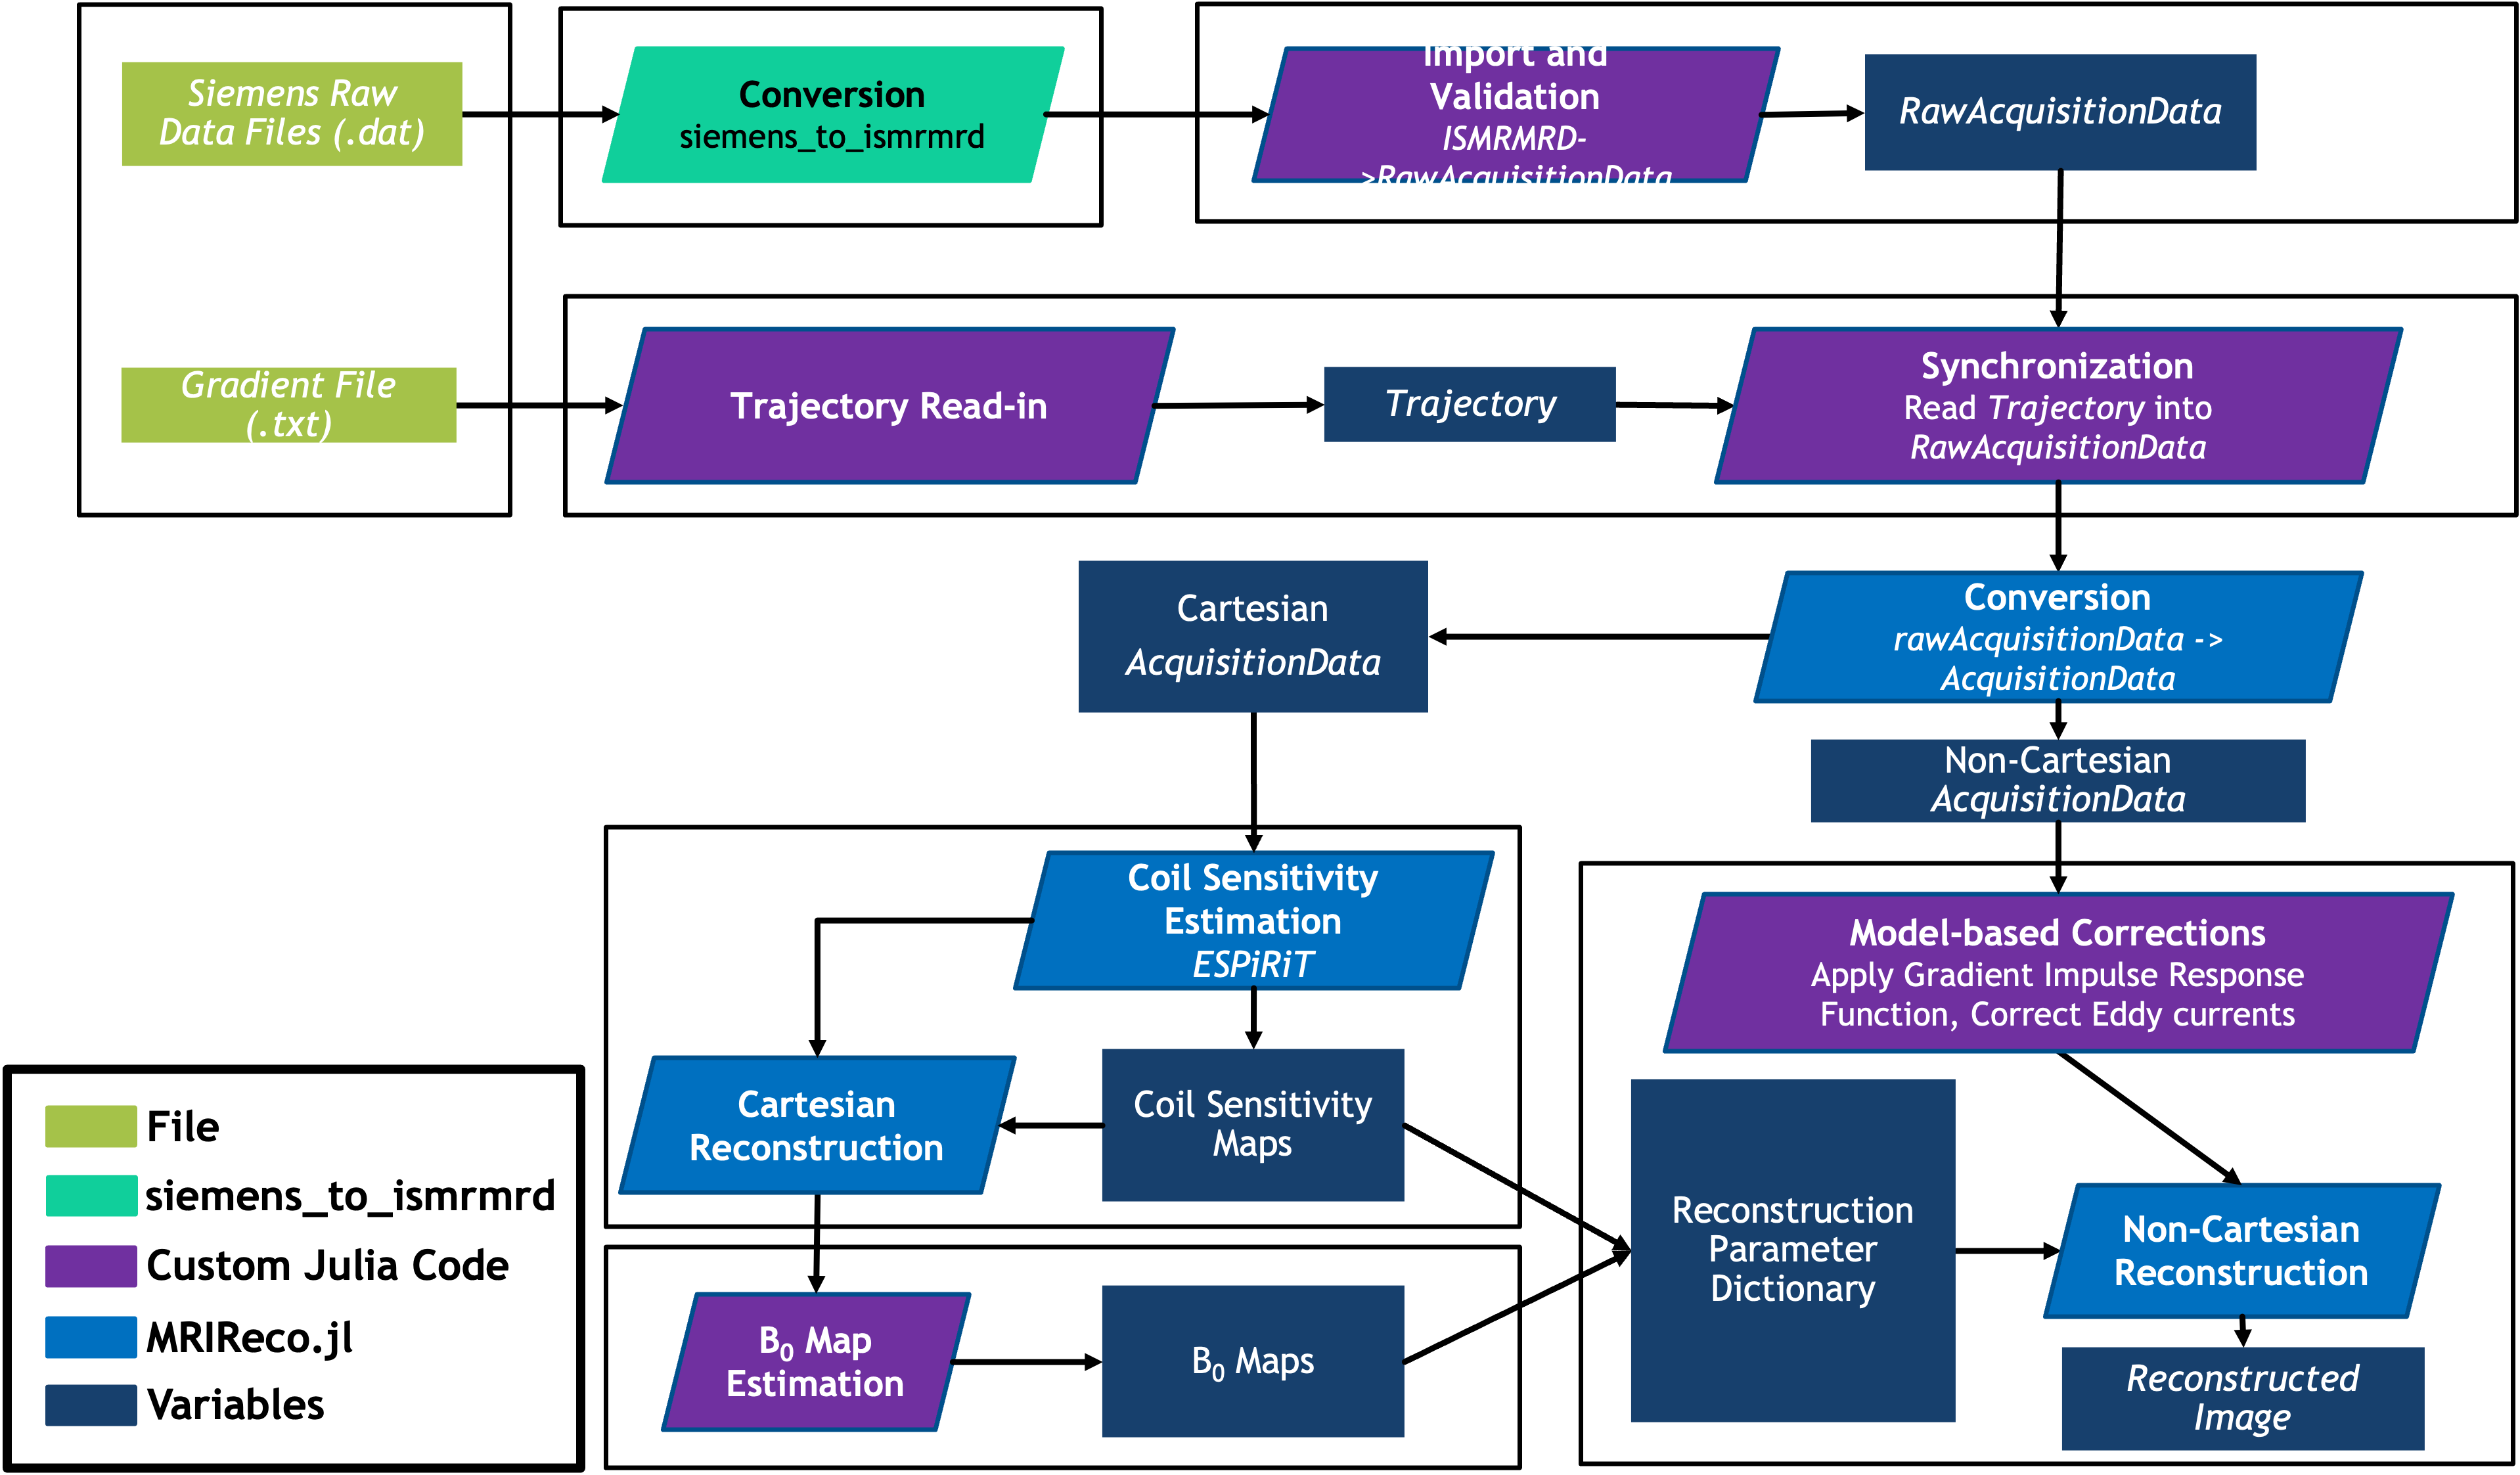 Siemens Raw
Data Files (.dat)
Conversion
siemens_to_ismrmrd
Import and
Validation
ISMRMRD-
>RawAcquisitionData
RawAcquisitionData
Gradient File
(.txt)
Trajectory Read-in
Trajectory
Synchronization
Read Trajectory into
RawAcquisitionData
Cartesian
AcquisitionData
Conversion
rawAcquisitionData ->
AcquisitionData
Non-Cartesian
AcquisitionData
Coil Sensitivity
Estimation
ESPiRiT
Model-based Corrections
Apply Gradient Impulse Response
Function, Correct Eddy currents
Cartesian
Reconstruction
Coil Sensitivity
Maps
Reconstruction
Parameter
Dictionary
Non-Cartesian
Reconstruction
B₀ Map
Estimation
B₀ Maps
Reconstructed
Image
File
siemens_to_ismrmrd
Custom Julia Code
MRIReco.jl
Variables